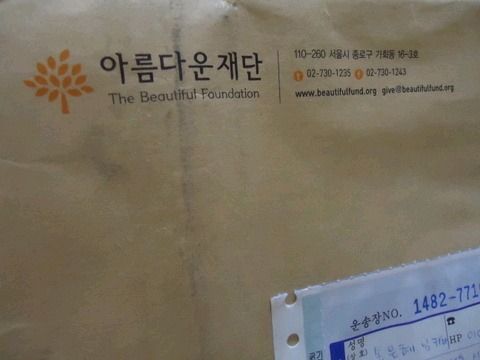 아름다운재단
The Beautiful Foundation
110-260 서울시 종로구 가회동 16-3호
02-730-1235 02-730-1243
www.beautifulfund.org give@beautifulfund.org
운송장NO. 1482-771
성명
HP